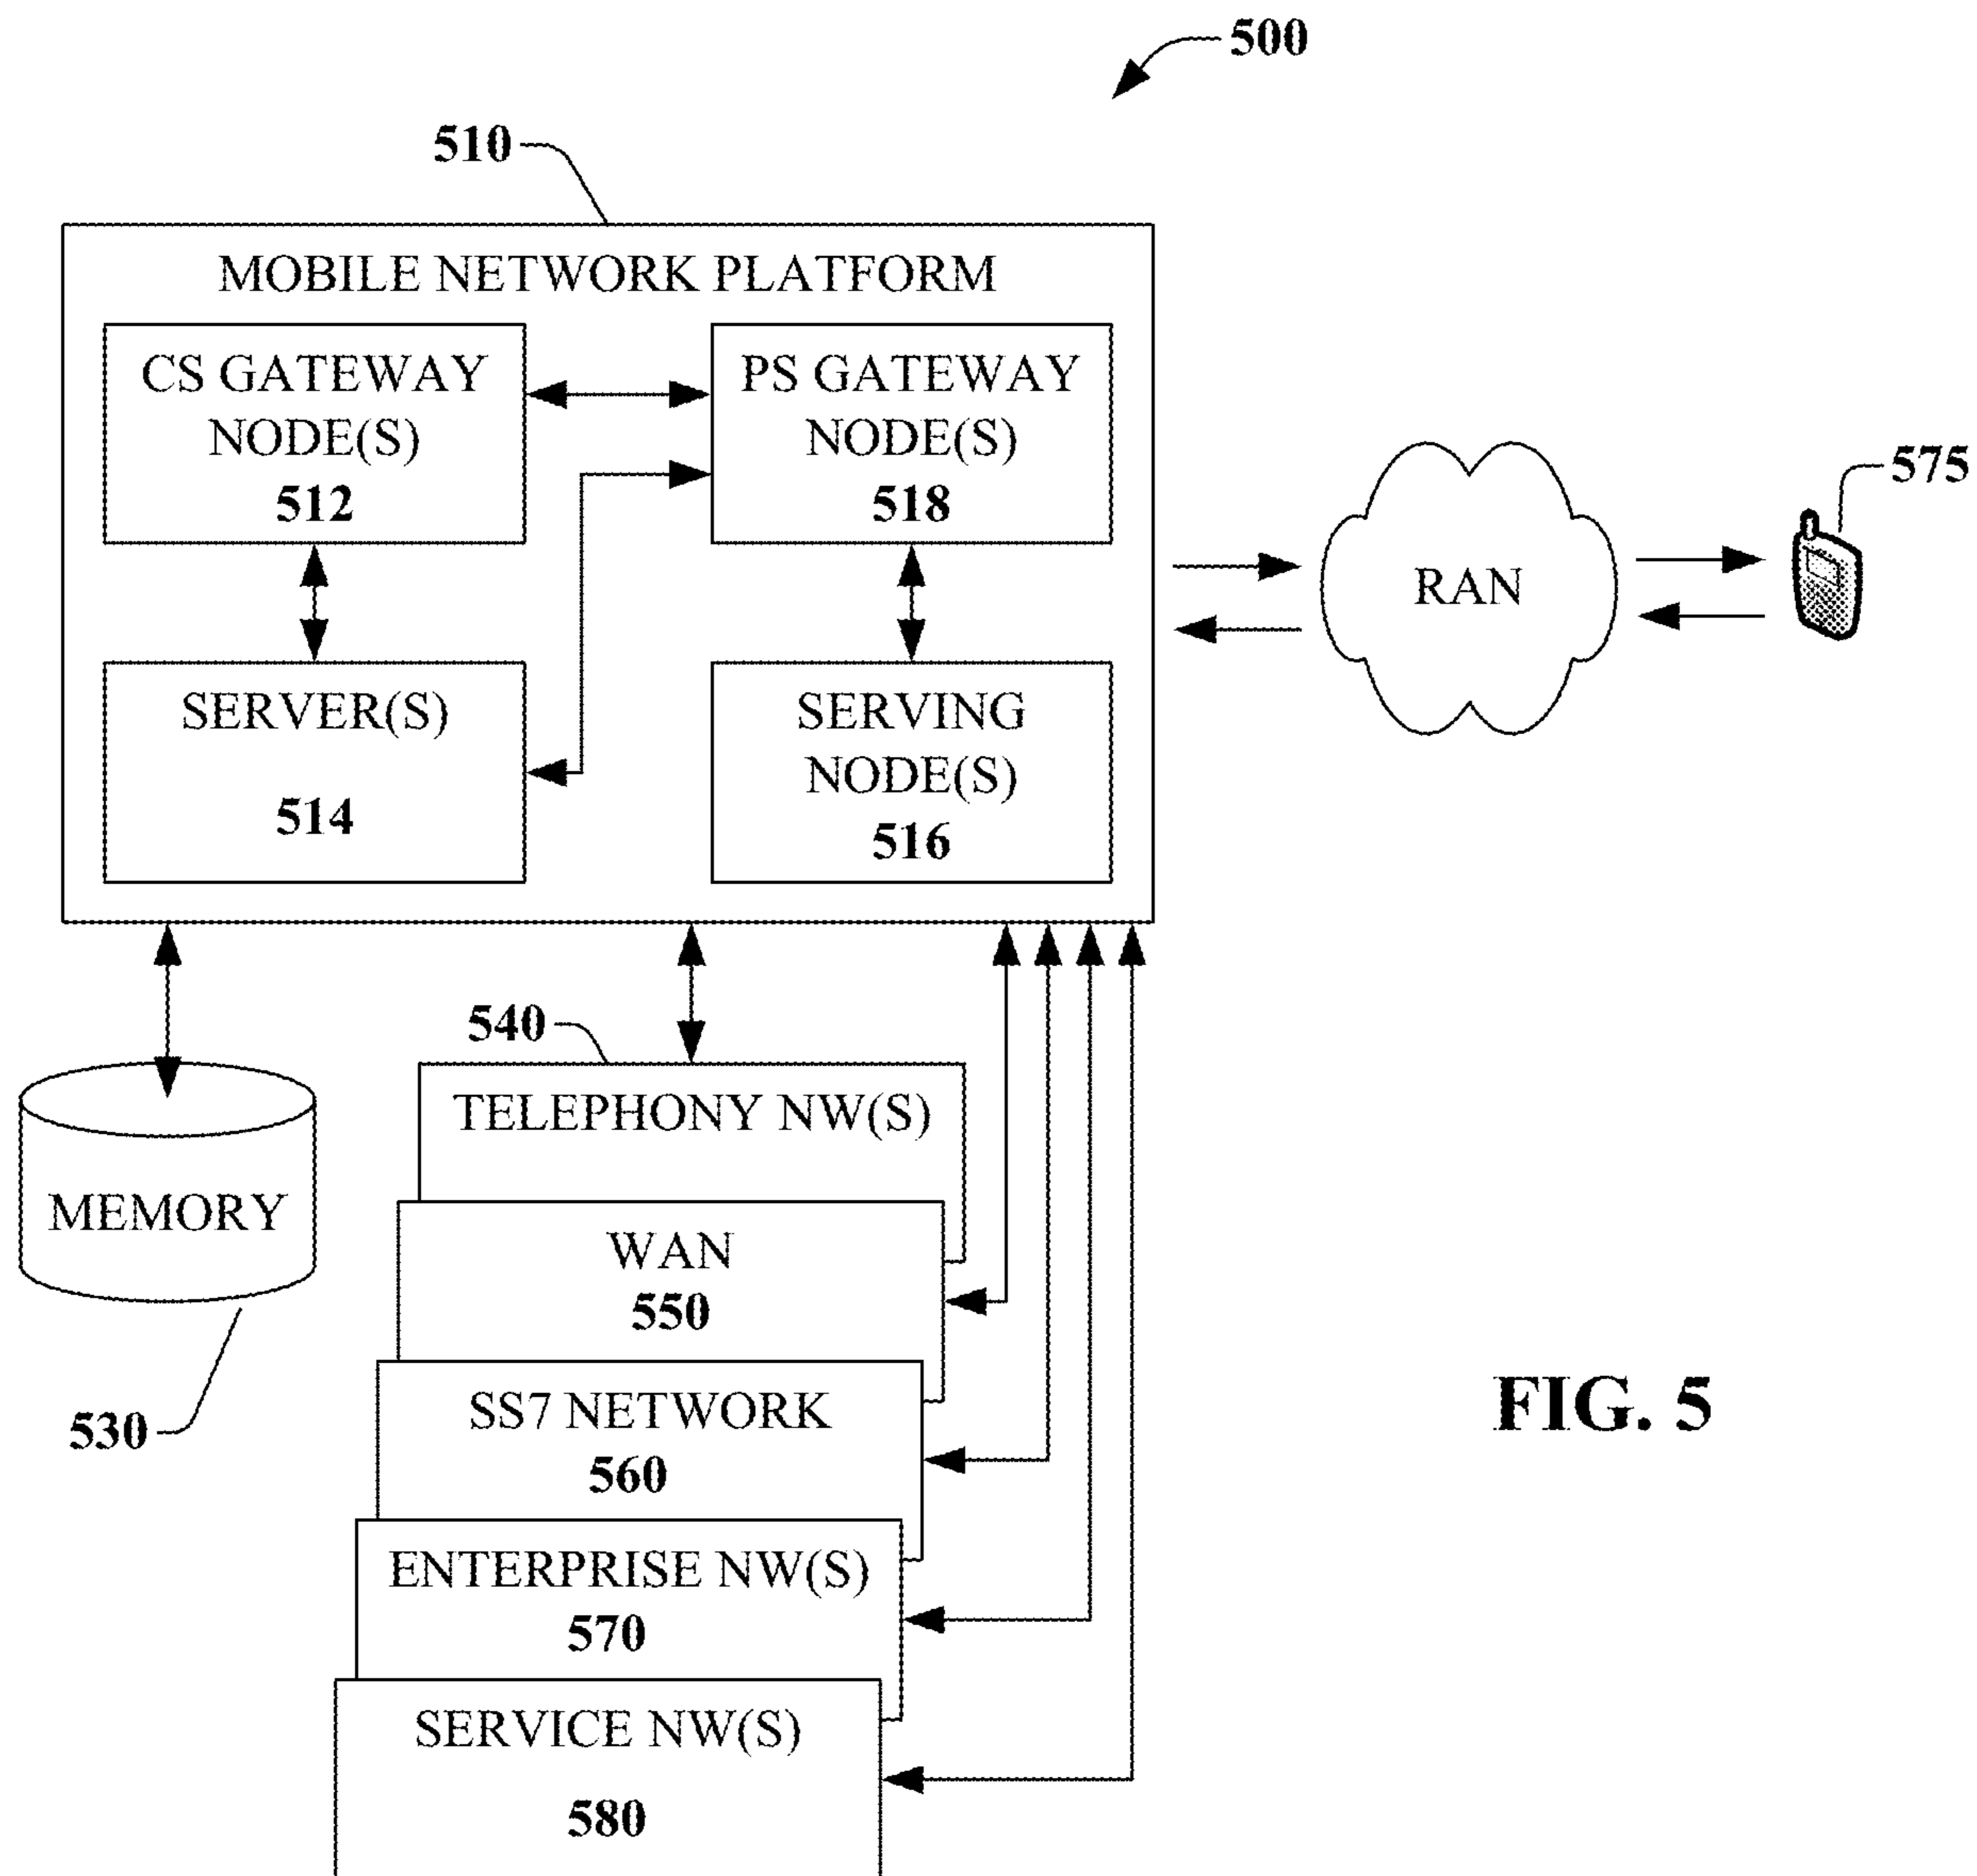 500
510
MOBILE NETWORK PLATFORM
CS GATEWAY
NODE(S)
512
PS GATEWAY
NODE(S)
518
SERVER(S)
514
SERVING
NODE(S)
516
RAN
575
540
TELEPHONY NW(S)
MEMORY
530
WAN
550
SS7 NETWORK
560
ENTERPRISE NW(S)
570
SERVICE NW(S)
580
FIG. 5